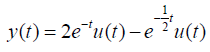 y(t) = 2e^{-t}u(t) - e^{-\frac{1}{2}t}u(t)